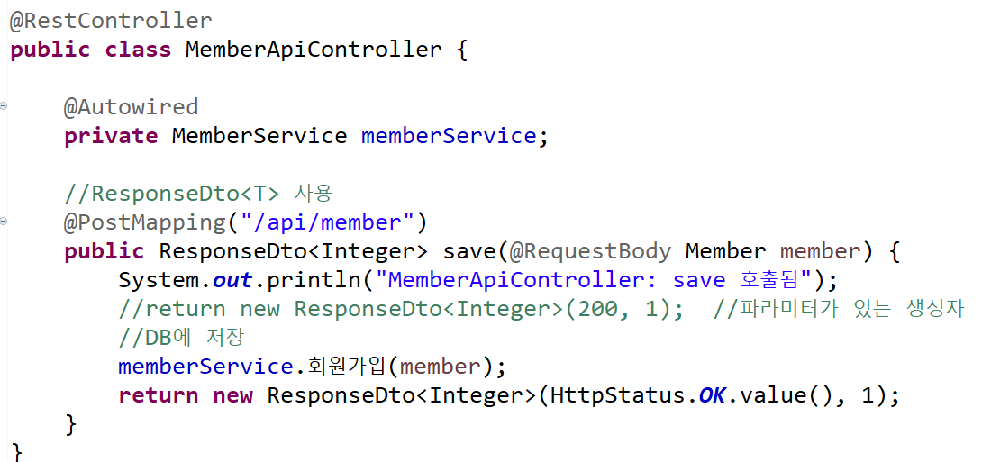 @RestController
public class MemberApiController {
@Autowired
private MemberService memberService;
//ResponseDto<T> 사용
@PostMapping("/api/member")
public ResponseDto<Integer> save(@RequestBody Member member) {
System.out.println("MemberApiController: save 호출됨");
//return new ResponseDto<Integer>(200, 1);  //파라미터가 있는 생성자
//DB에 저장
memberService.회원가입(member);
return new ResponseDto<Integer>(HttpStatus.OK.value(), 1);
}
}